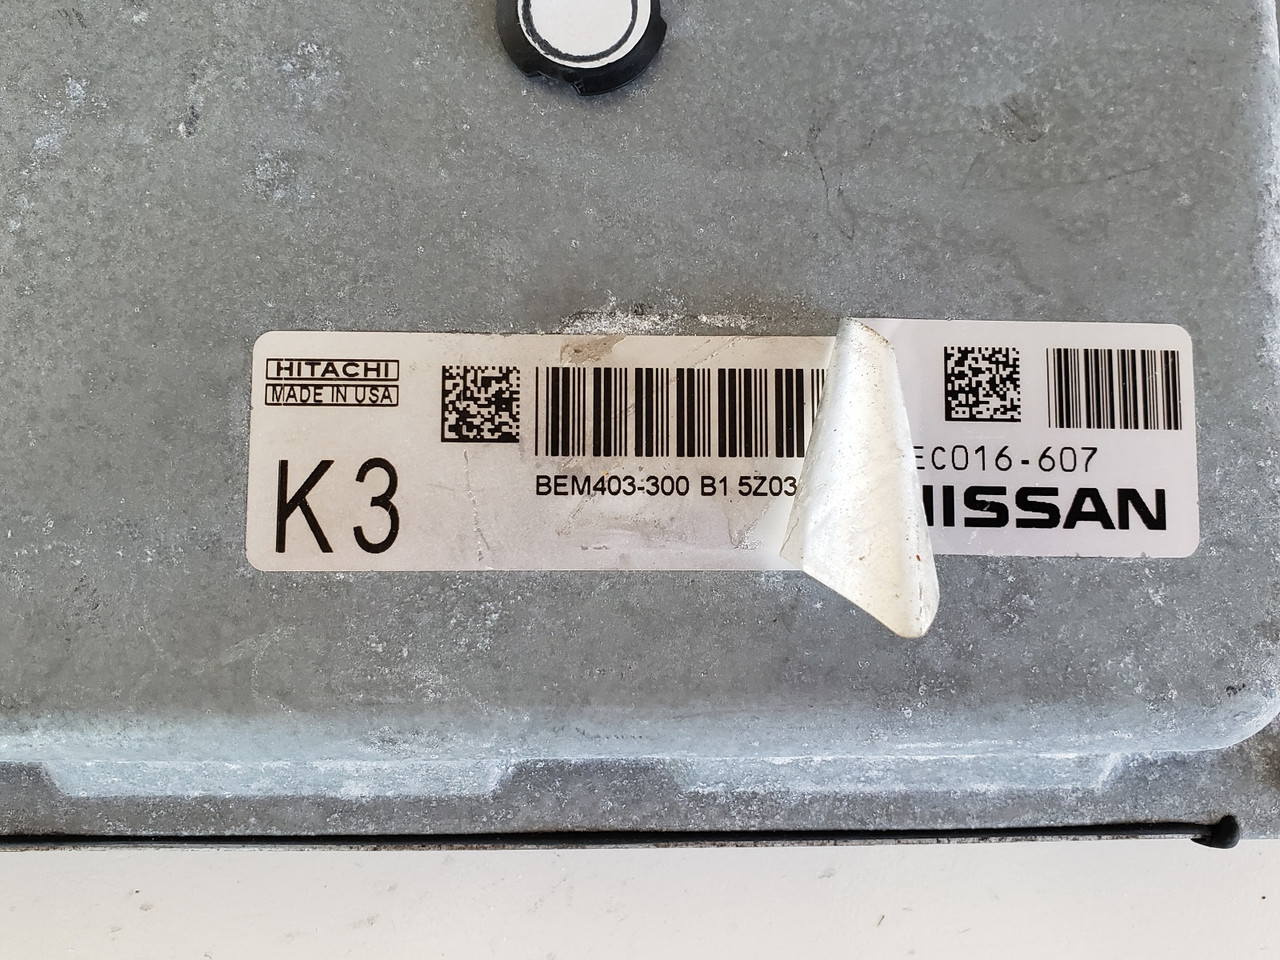 HITACHI
MADE IN USA
K3
BEM403-300 B1 5Z03
EC016-607
NISSAN